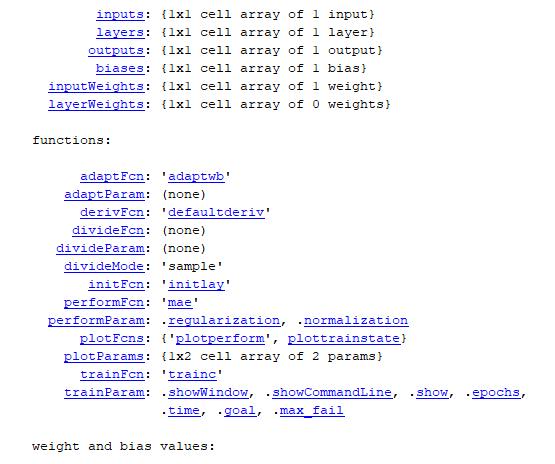 inputs: {1x1 cell array of 1 input}
layers: {1x1 cell array of 1 layer}
outputs: {1x1 cell array of 1 output}
biases: {1x1 cell array of 1 bias}
inputWeights: {1x1 cell array of 1 weight}
layerWeights: {1x1 cell array of 0 weights}
functions:
adaptFcn: 'adaptwb'
adaptParam: (none)
derivFcn: 'defaultderiv'
divideFcn: (none)
divideParam: (none)
divideMode: 'sample'
initFcn: 'initlay'
performFcn: 'mae'
performParam: .regularization, .normalization
plotFcns: {'plotperform', plottrainstate}
plotParams: {1x2 cell array of 2 params}
trainFcn: 'trainc'
trainParam: .showWindow, .showCommandLine, .show, .epochs,
.time, .goal, .max_fail
weight and bias values: